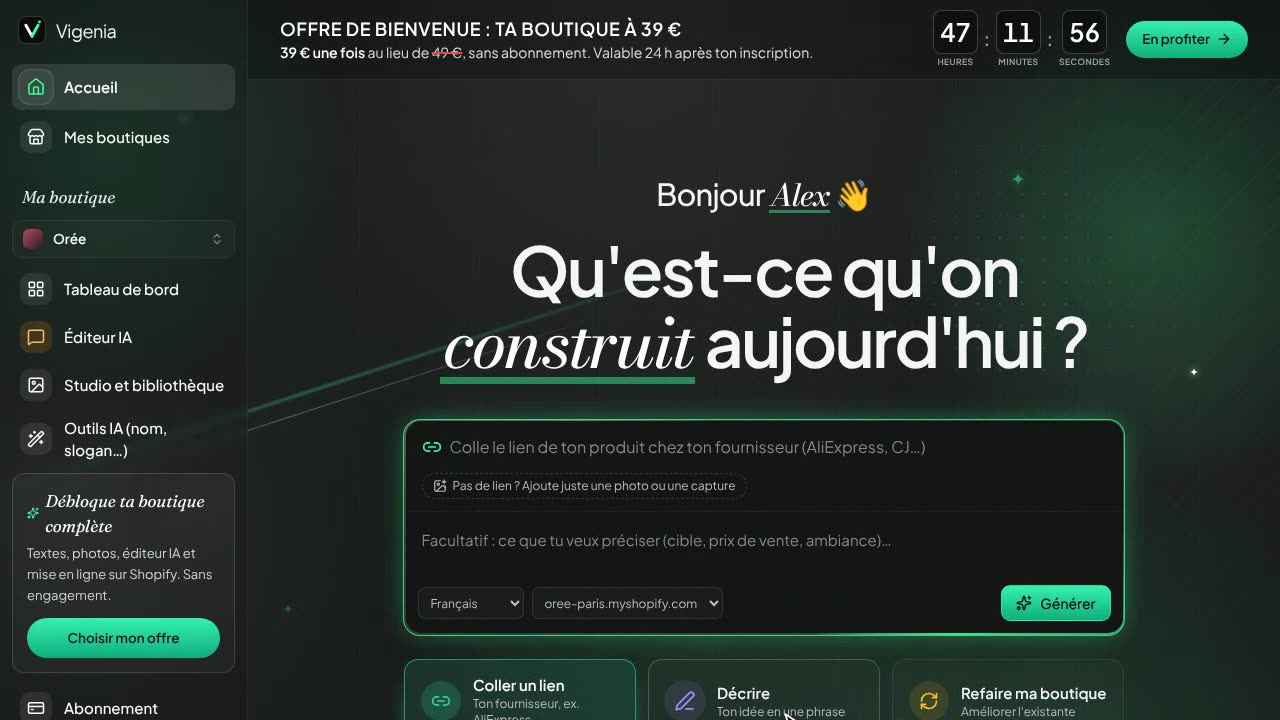 Vigenia
OFFRE DE BIENVENUE : TA BOUTIQUE À 39 €
39 € une fois au lieu de 49 €, sans abonnement. Valable 24 h après ton inscription.
47 : 11 : 56
HEURES MINUTES SECONDES
En profiter
Accueil
Mes boutiques
Ma boutique
Orée
Tableau de bord
Éditeur IA
Studio et bibliothèque
Outils IA (nom,
slogan…)
Débloque ta boutique
complète
Textes, photos, éditeur IA et
mise en ligne sur Shopify. Sans
engagement.
Choisir mon offre
Abonnement
Bonjour Alex 👋
Qu'est-ce qu'on
construit aujourd'hui ?
Colle le lien de ton produit chez ton fournisseur (AliExpress, CJ…)
Pas de lien ? Ajoute juste une photo ou une capture
Facultatif : ce que tu veux préciser (cible, prix de vente, ambiance)…
Français
oree-paris.myshopify.com
Générer
Coller un lien
Ton fournisseur, ex.
AliExpress
Décrire
Ton idée en une phrase
Refaire ma boutique
Améliorer l'existante